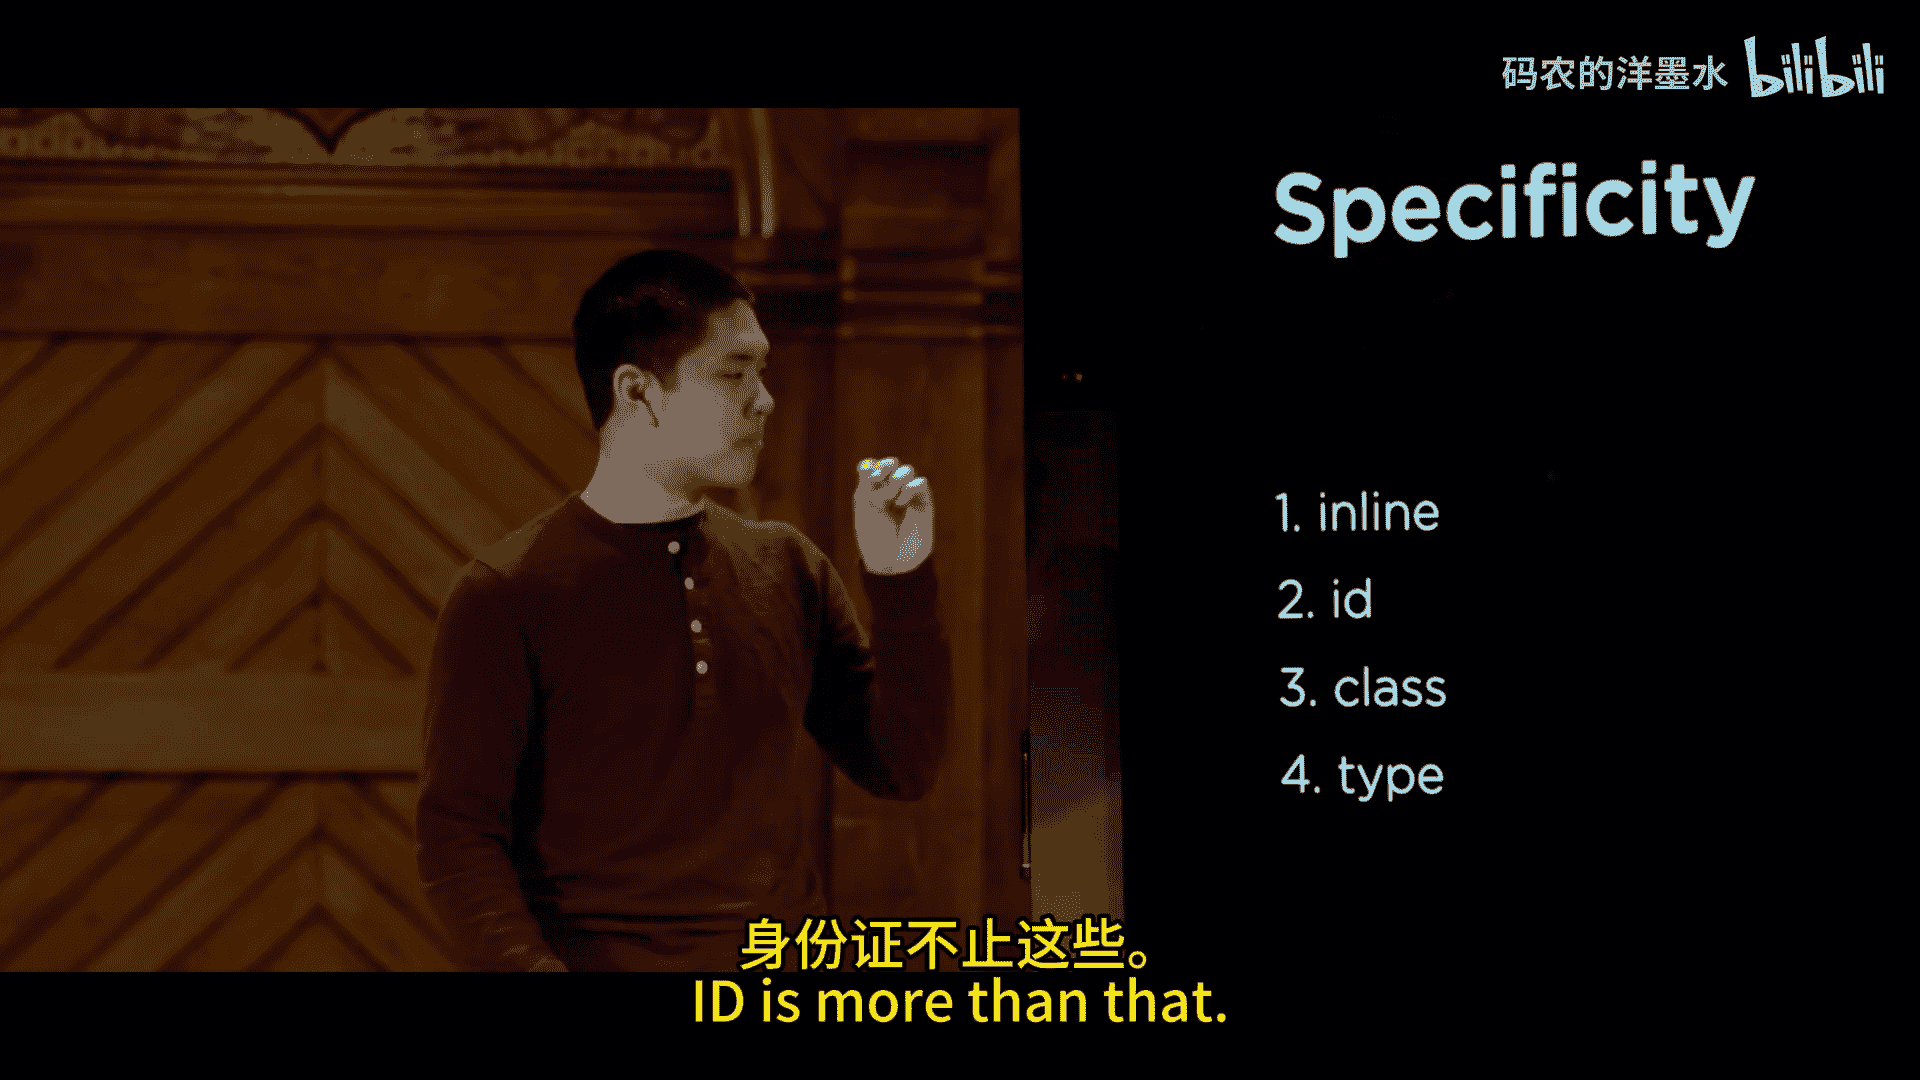 码农的洋墨水 bilibili
Specificity
1. inline
2. id
3. class
4. type
身份证不止这些。
ID is more than that.